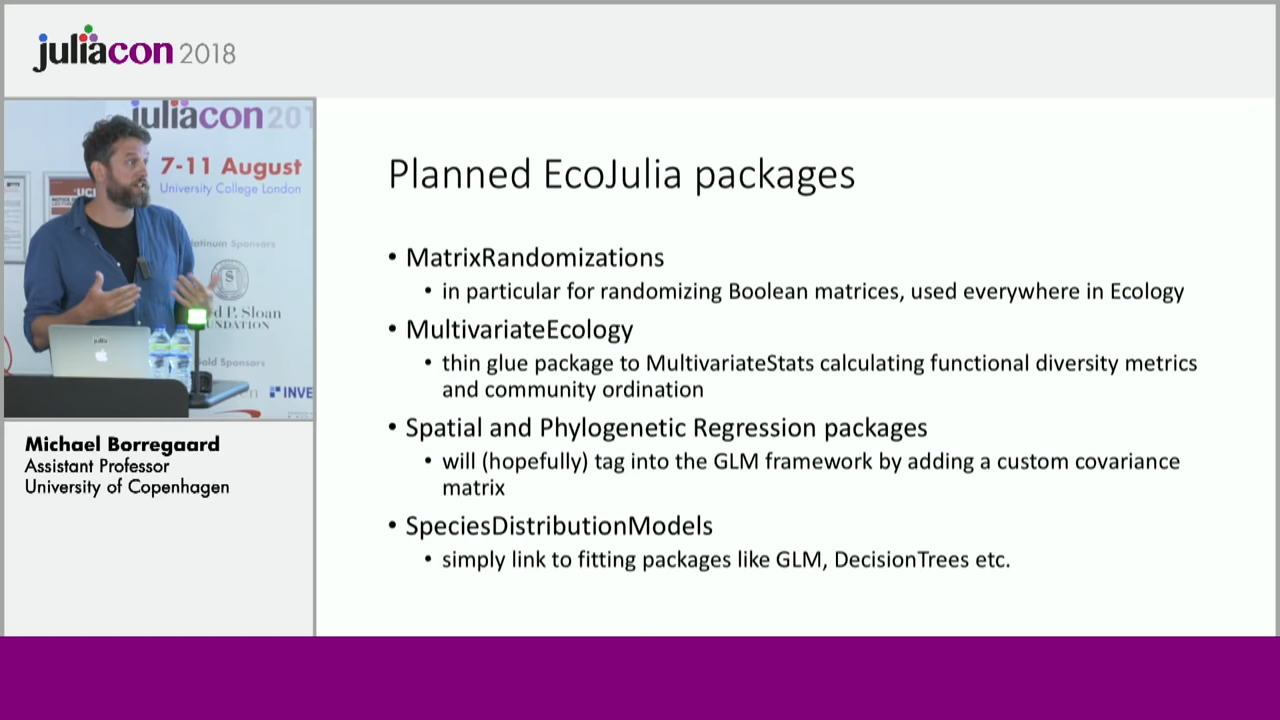 juliacon 2018
juliacon 201
7-11 August
University College London
UCL
Platinum Sponsors
d P. Sloan
UNDATION
old Sponsors
INVE
julia
Michael Borregaard
Assistant Professor
University of Copenhagen
Planned EcoJulia packages
• MatrixRandomizations
• in particular for randomizing Boolean matrices, used everywhere in Ecology
• MultivariateEcology
• thin glue package to MultivariateStats calculating functional diversity metrics
and community ordination
• Spatial and Phylogenetic Regression packages
• will (hopefully) tag into the GLM framework by adding a custom covariance
matrix
• SpeciesDistributionModels
• simply link to fitting packages like GLM, DecisionTrees etc.